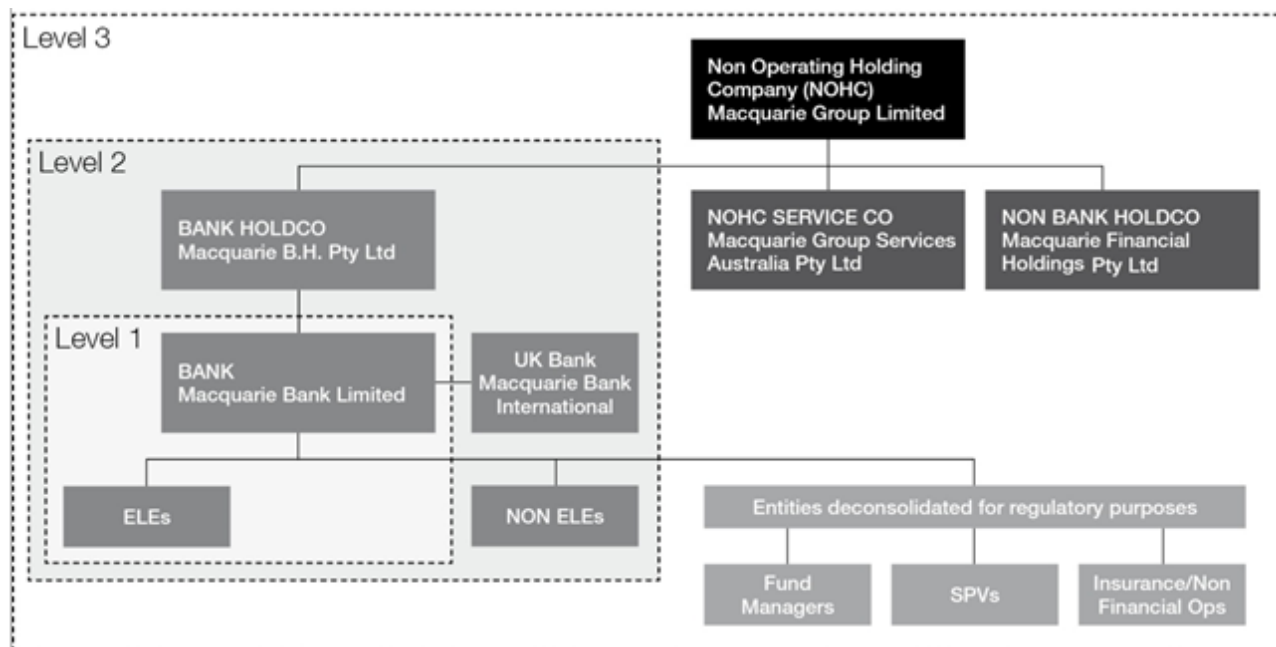 Level 3
Non Operating Holding
Company (NOHC)
Macquarie Group Limited
Level 2
BANK HOLDCO
Macquarie B.H. Pty Ltd
NOHC SERVICE CO
Macquarie Group Services
Australia Pty Ltd
NON BANK HOLDCO
Macquarie Financial
Holdings Pty Ltd
Level 1
BANK
Macquarie Bank Limited
UK Bank
Macquarie Bank
International
ELEs
NON ELEs
Entities deconsolidated for regulatory purposes
Fund
Managers
SPVs
Insurance/Non
Financial Ops